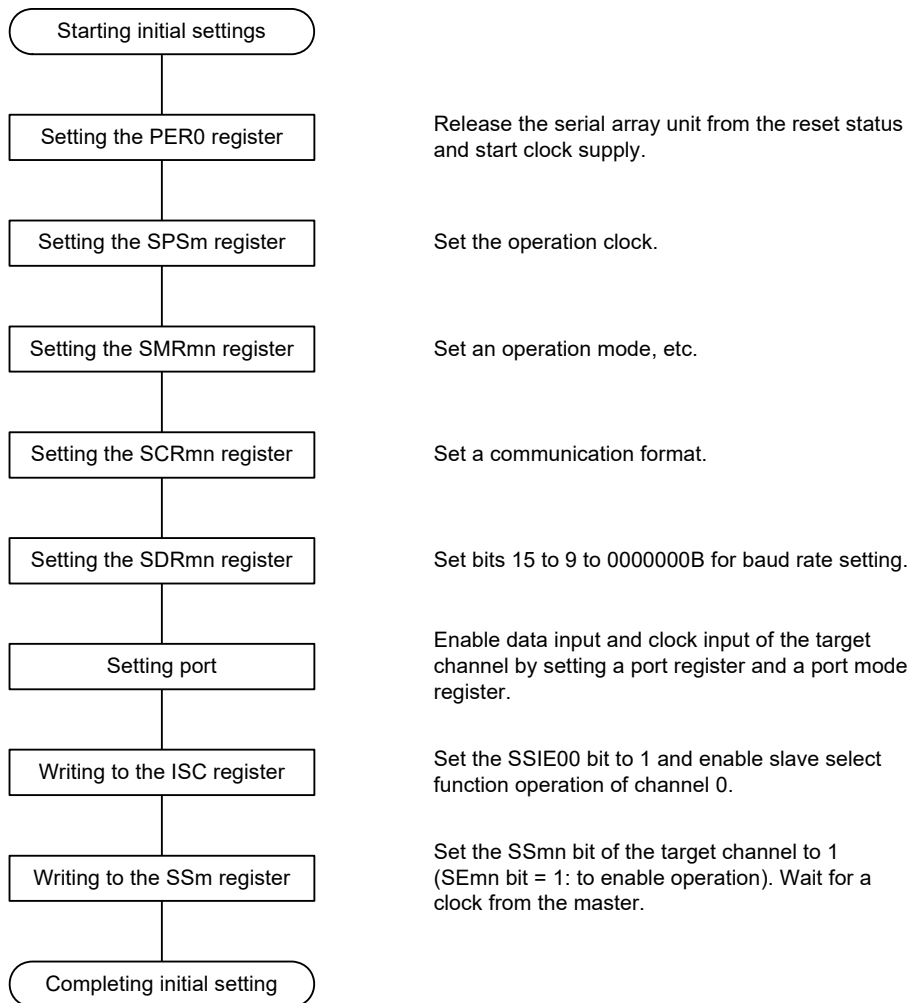 Starting initial settings
Setting the PER0 register
Release the serial array unit from the reset status
and start clock supply.
Setting the SPSm register
Set the operation clock.
Setting the SMRmn register
Set an operation mode, etc.
Setting the SCRmn register
Set a communication format.
Setting the SDRmn register
Set bits 15 to 9 to 0000000B for baud rate setting.
Setting port
Enable data input and clock input of the target
channel by setting a port register and a port mode
register.
Writing to the ISC register
Set the SSIE00 bit to 1 and enable slave select
function operation of channel 0.
Writing to the SSm register
Set the SSmn bit of the target channel to 1
(SEmn bit = 1: to enable operation). Wait for a
clock from the master.
Completing initial setting